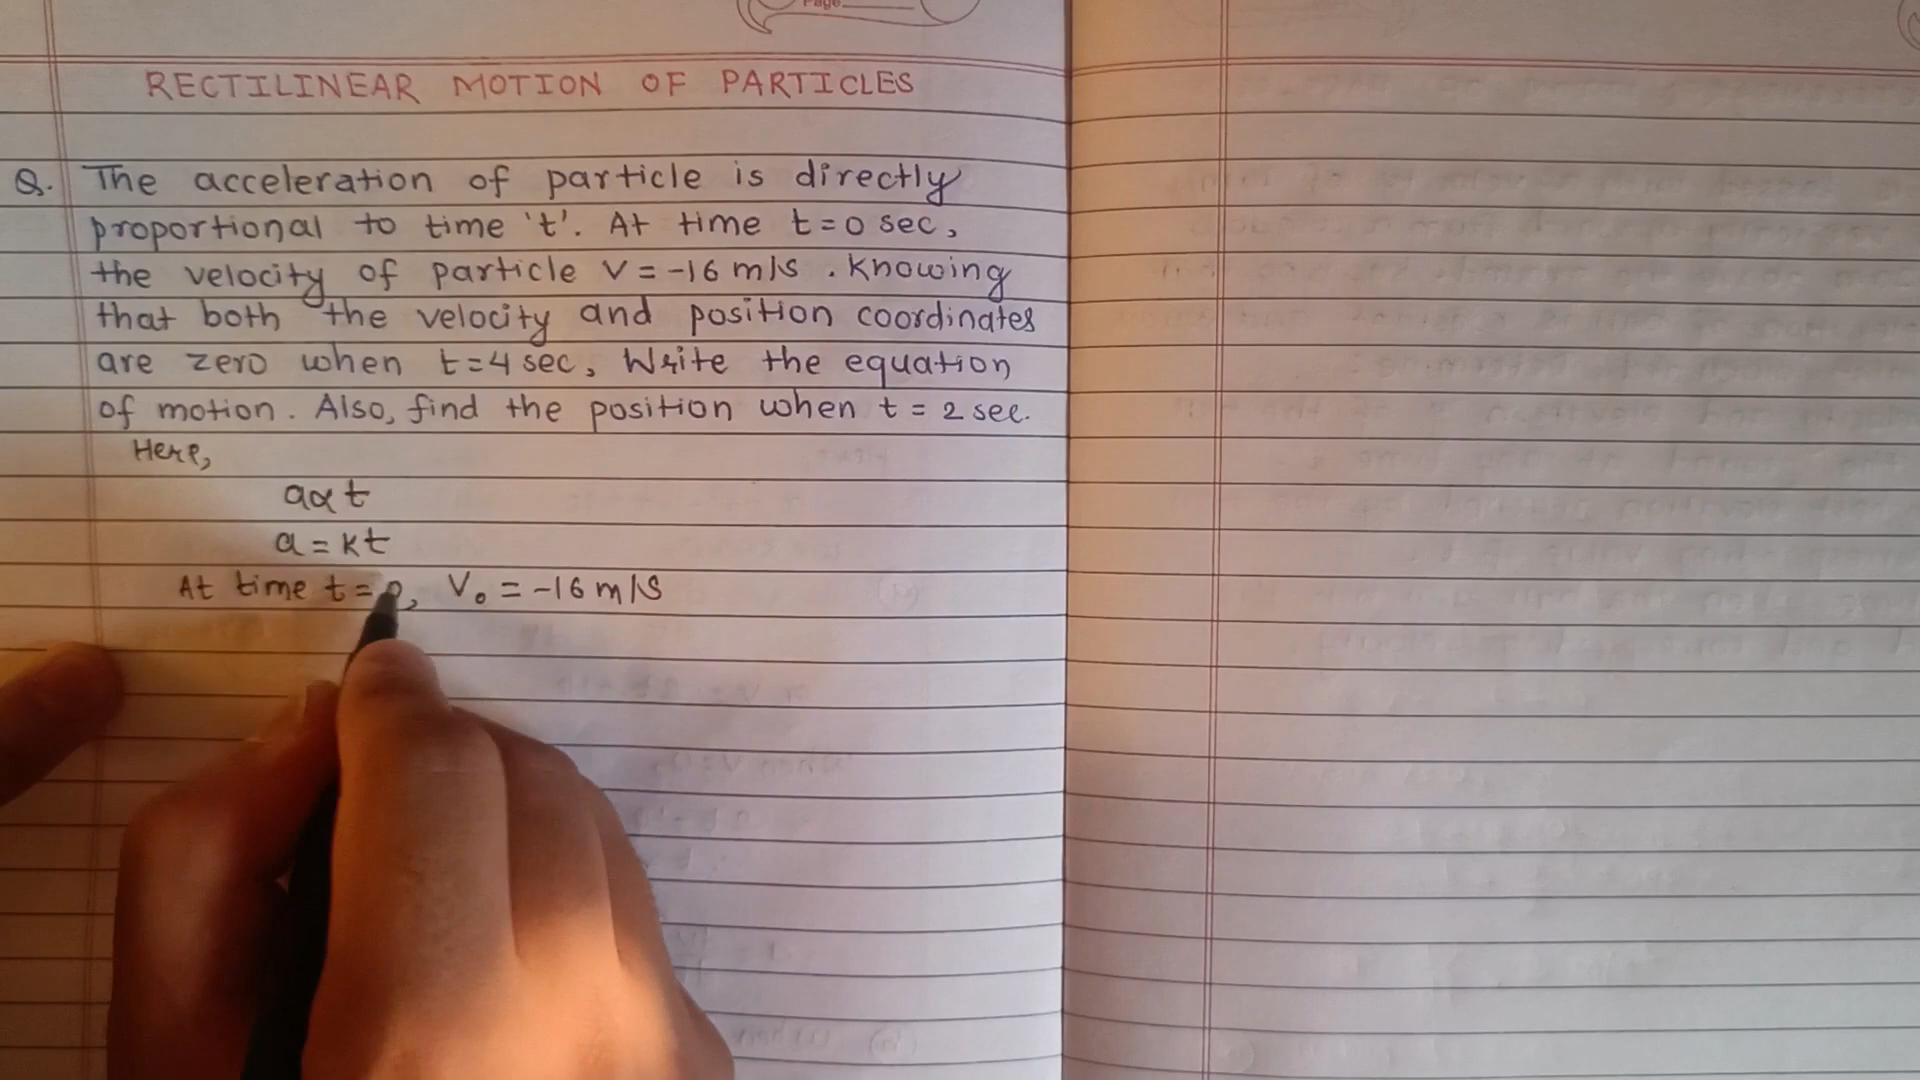 Page
RECTILINEAR MOTION OF PARTICLES
Q. The acceleration of particle is directly
proportional to time 't'. At time t=0 sec,
the velocity of particle V = -16 m/s . Knowing
that both the velocity and position coordinates
are zero when t=4 sec, Write the equation
of motion. Also, find the position when t = 2 sec.
Here,
a∝t
a = kt
At time t=0, V₀ = -16 m/s